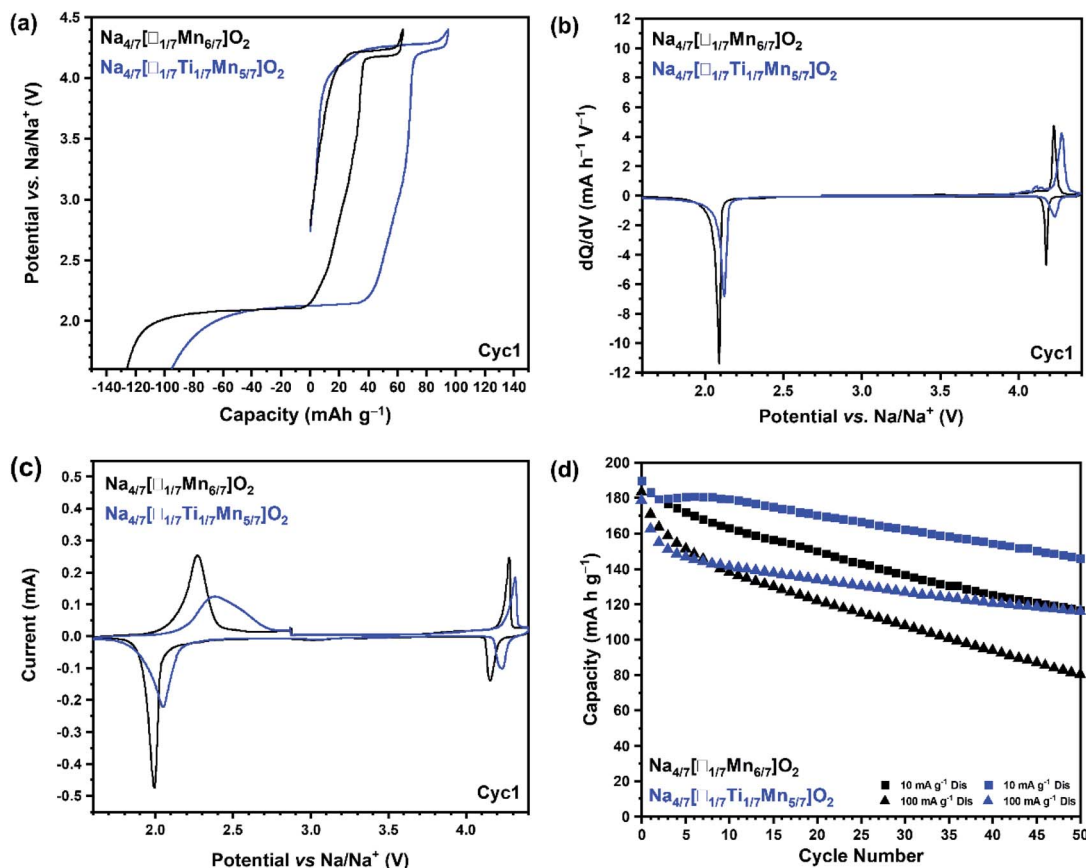 (a)
Na4/7[□1/7Mn6/7]O2
Na4/7[□1/7Ti1/7Mn5/7]O2
Potential vs. Na/Na+ (V)
4.5
4.0
3.5
3.0
2.5
2.0
Cyc1
-140 -120 -100 -80 -60 -40 -20 0 20 40 60 80 100 120 140
Capacity (mAh g–1)
(b)
Na4/7[□1/7Mn6/7]O2
Na4/7[□1/7Ti1/7Mn5/7]O2
dQ/dV (mA h–1 V–1)
12
10
8
6
4
2
0
-2
-4
-6
-8
-10
-12
Cyc1
2.0 2.5 3.0 3.5 4.0
Potential vs. Na/Na+ (V)
(c)
Na4/7[□1/7Mn6/7]O2
Na4/7[□1/7Ti1/7Mn5/7]O2
Current (mA)
0.5
0.4
0.3
0.2
0.1
0.0
-0.1
-0.2
-0.3
-0.4
-0.5
Cyc1
2.0 2.5 3.0 3.5 4.0
Potential vs Na/Na+ (V)
(d)
Capacity (mA h g–1)
200
180
160
140
120
100
80
60
40
20
0
Na4/7[□1/7Mn6/7]O2
Na4/7[□1/7Ti1/7Mn5/7]O2
10 mA g–1 Dis 10 mA g–1 Dis
100 mA g–1 Dis 100 mA g–1 Dis
0 5 10 15 20 25 30 35 40 45 50
Cycle Number